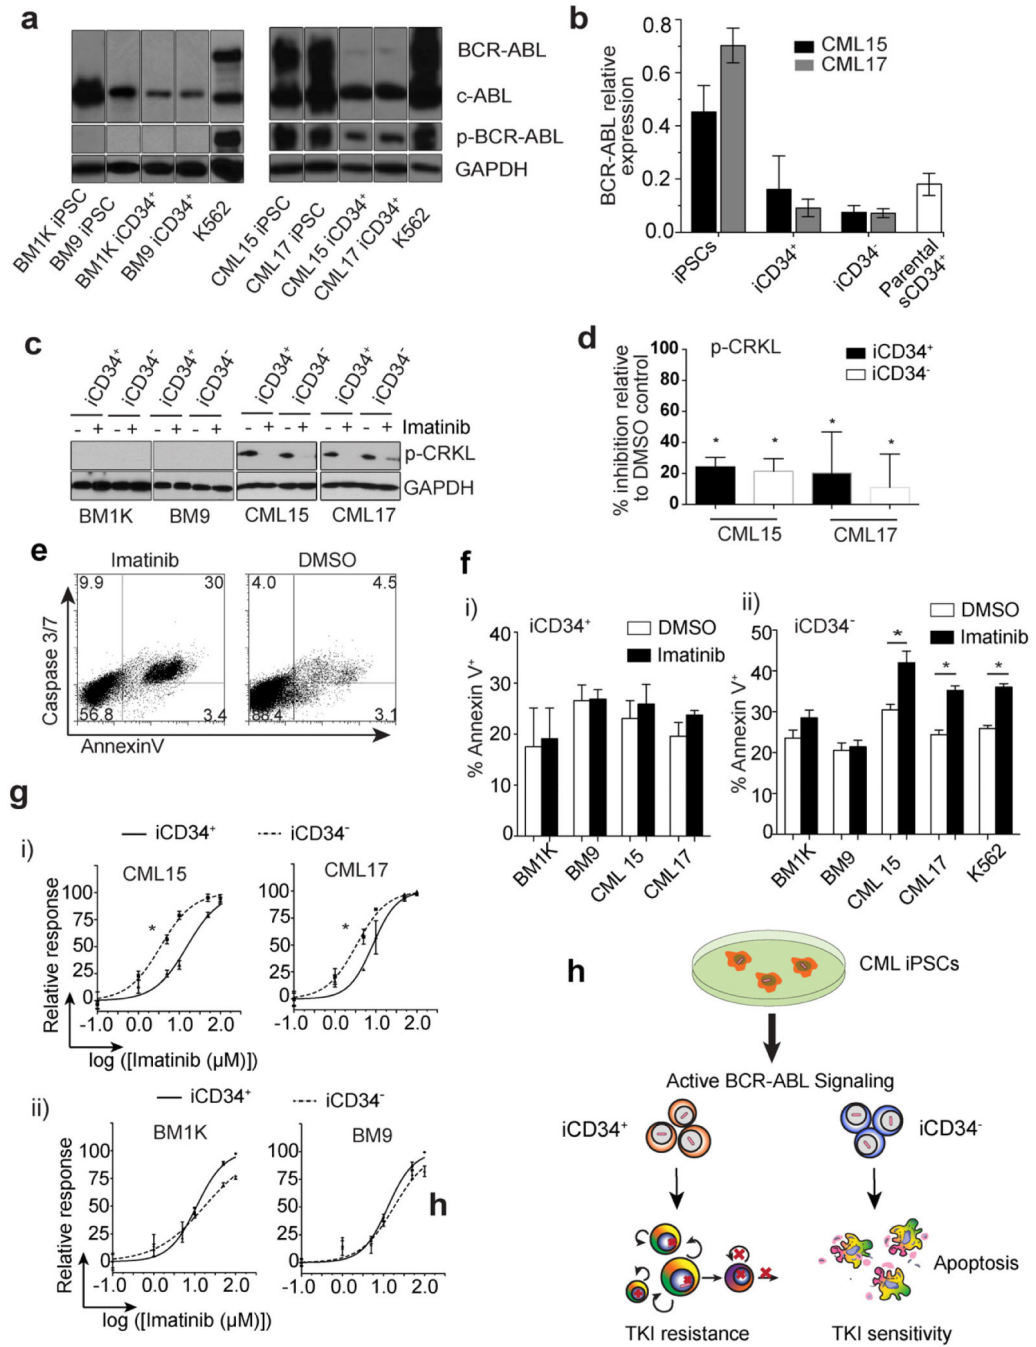 a
BCR-ABL
c-ABL
p-BCR-ABL
GAPDH
BM1K iPSC
BM9 iPSC
BM1K iCD34+
BM9 iCD34+
K562
CML15 iPSC
CML17 iPSC
CML15 iCD34+
CML17 iCD34+
K562
b
BCR-ABL relative
expression
0.8
0.6
0.4
0.2
0.0
CML15
CML17
iPSCs
iCD34+
iCD34-
Parental
sCD34+
c
iCD34+
iCD34-
iCD34+
iCD34-
iCD34+
iCD34-
iCD34+
iCD34-
- + - + - + - + - + - + - + - + Imatinib
p-CRKL
GAPDH
BM1K BM9 CML15 CML17
d
p-CRKL
% inhibition relative
to DMSO control
100
80
60
40
20
0
iCD34+
iCD34-
* * * *
CML15 CML17
e
Imatinib DMSO
9.9 30 4.0 4.5
56.8 3.4 88.4 3.1
Caspase 3/7
AnnexinV
f
i)
iCD34+
DMSO
Imatinib
% Annexin V+
40
30
20
10
0
BM1K
BM9
CML 15
CML17
ii)
iCD34-
DMSO
Imatinib
% Annexin V+
50
40
30
20
10
0
* * *
BM1K
BM9
CML 15
CML17
K562
g
iCD34+ iCD34-
i)
CML15 CML17
Relative response
100
75
50
25
0
*
-1.0 0.0 1.0 2.0
100
75
50
25
0
*
-1.0 0.0 1.0 2.0
log ([Imatinib (µM)])
iCD34+ iCD34-
ii)
BM1K BM9
Relative response
100
75
50
25
0
-1.0 0.0 1.0 2.0
100
75
50
25
0
-1.0 0.0 1.0 2.0
log ([Imatinib (µM)])
h
h
CML iPSCs
Active BCR-ABL Signaling
iCD34+ iCD34-
Apoptosis
TKI resistance TKI sensitivity